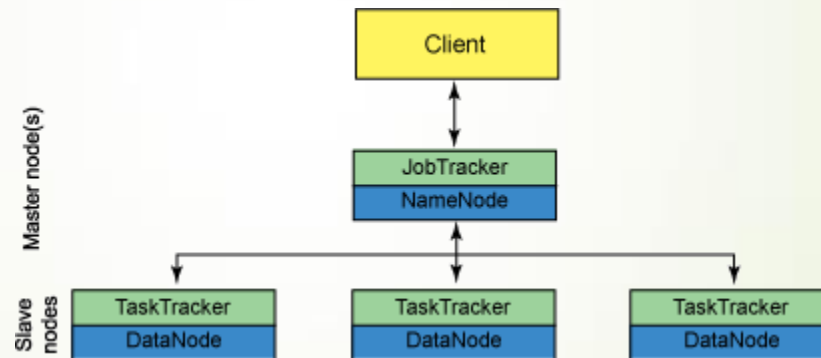 Client
Master node(s)
JobTracker
NameNode
Slave
nodes
TaskTracker
DataNode
TaskTracker
DataNode
TaskTracker
DataNode